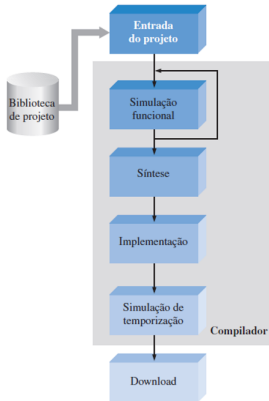 Entrada
do projeto
Biblioteca
de projeto
Simulação
funcional
Síntese
Implementação
Simulação de
temporização
Compilador
Download